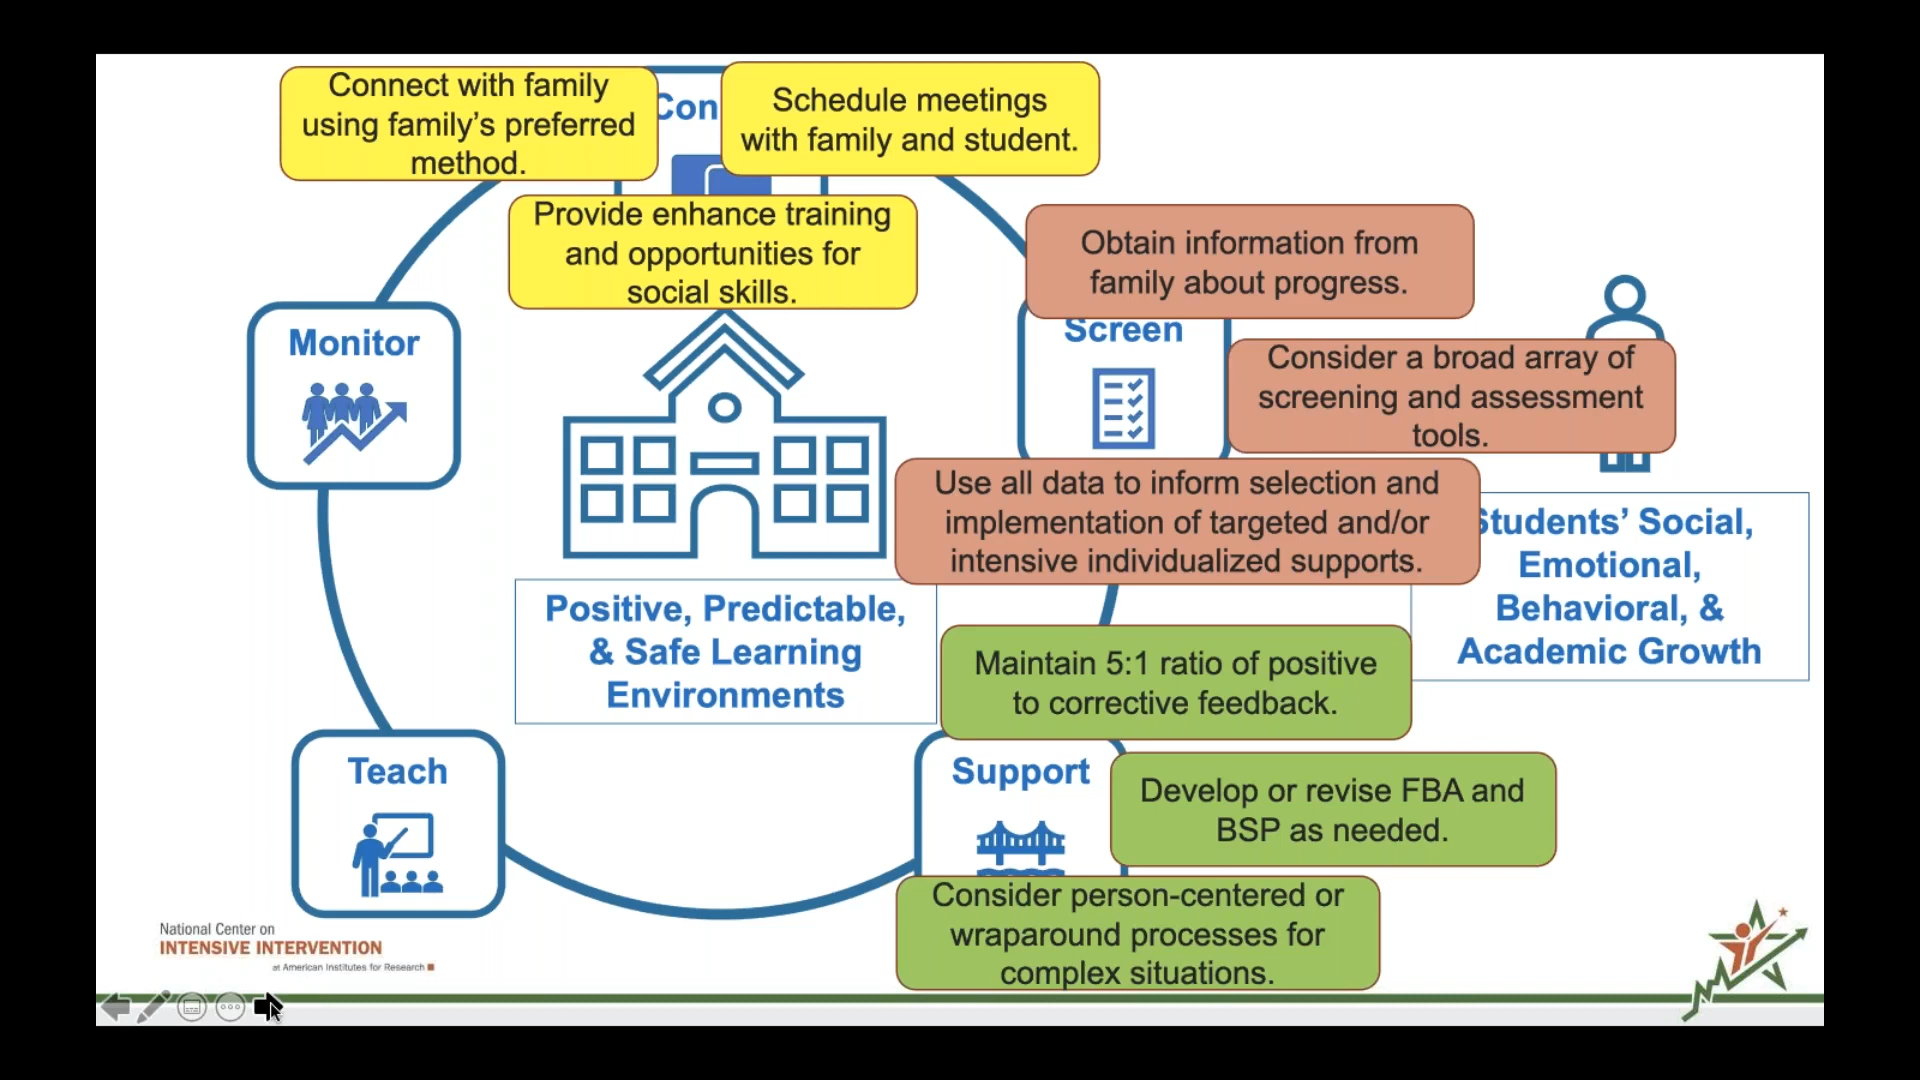 Connect with family
using family's preferred
method.
Con
Schedule meetings
with family and student.
Provide enhance training
and opportunities for
social skills.
Obtain information from
family about progress.
Monitor
Screen
Consider a broad array of
screening and assessment
tools.
Use all data to inform selection and
implementation of targeted and/or
intensive individualized supports.
Students' Social,
Emotional,
Behavioral, &
Academic Growth
Positive, Predictable,
& Safe Learning
Environments
Maintain 5:1 ratio of positive
to corrective feedback.
Teach
Support
Develop or revise FBA and
BSP as needed.
Consider person-centered or
wraparound processes for
complex situations.
National Center on
INTENSIVE INTERVENTION
at American Institutes for Research